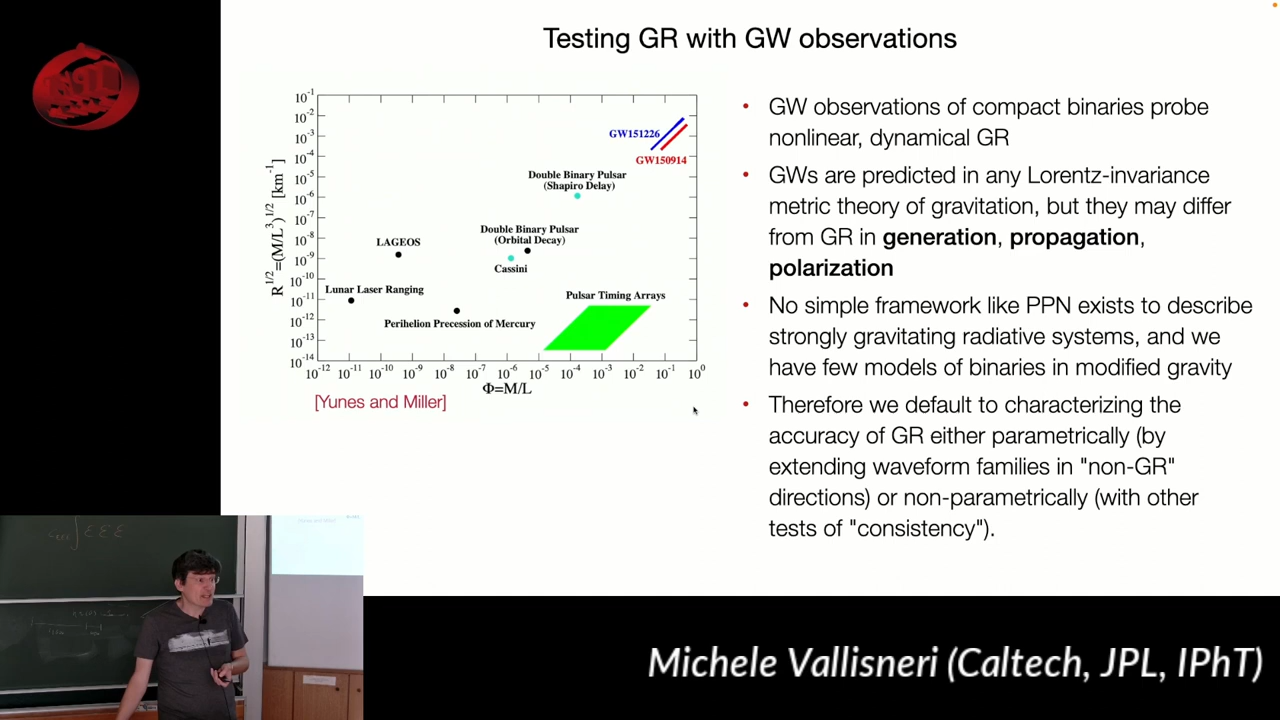 Testing GR with GW observations
IPhT
10^-1
10^-2
10^-3
10^-4
10^-5
10^-6
10^-7
10^-8
10^-9
10^-10
10^-11
10^-12
10^-13
10^-14
R^1/2=(M/L^3)^1/2 [km^-1]
GW151226
GW150914
Double Binary Pulsar
(Shapiro Delay)
Double Binary Pulsar
(Orbital Decay)
LAGEOS
Cassini
Lunar Laser Ranging
Pulsar Timing Arrays
Perihelion Precession of Mercury
10^-12 10^-11 10^-10 10^-9 10^-8 10^-7 10^-6 10^-5 10^-4 10^-3 10^-2 10^-1 10^0
Φ=M/L
[Yunes and Miller]
• GW observations of compact binaries probe
nonlinear, dynamical GR
• GWs are predicted in any Lorentz-invariance
metric theory of gravitation, but they may differ
from GR in generation, propagation,
polarization
• No simple framework like PPN exists to describe
strongly gravitating radiative systems, and we
have few models of binaries in modified gravity
• Therefore we default to characterizing the
accuracy of GR either parametrically (by
extending waveform families in "non-GR"
directions) or non-parametrically (with other
tests of "consistency").
Michele Vallisneri (Caltech, JPL, IPhT)